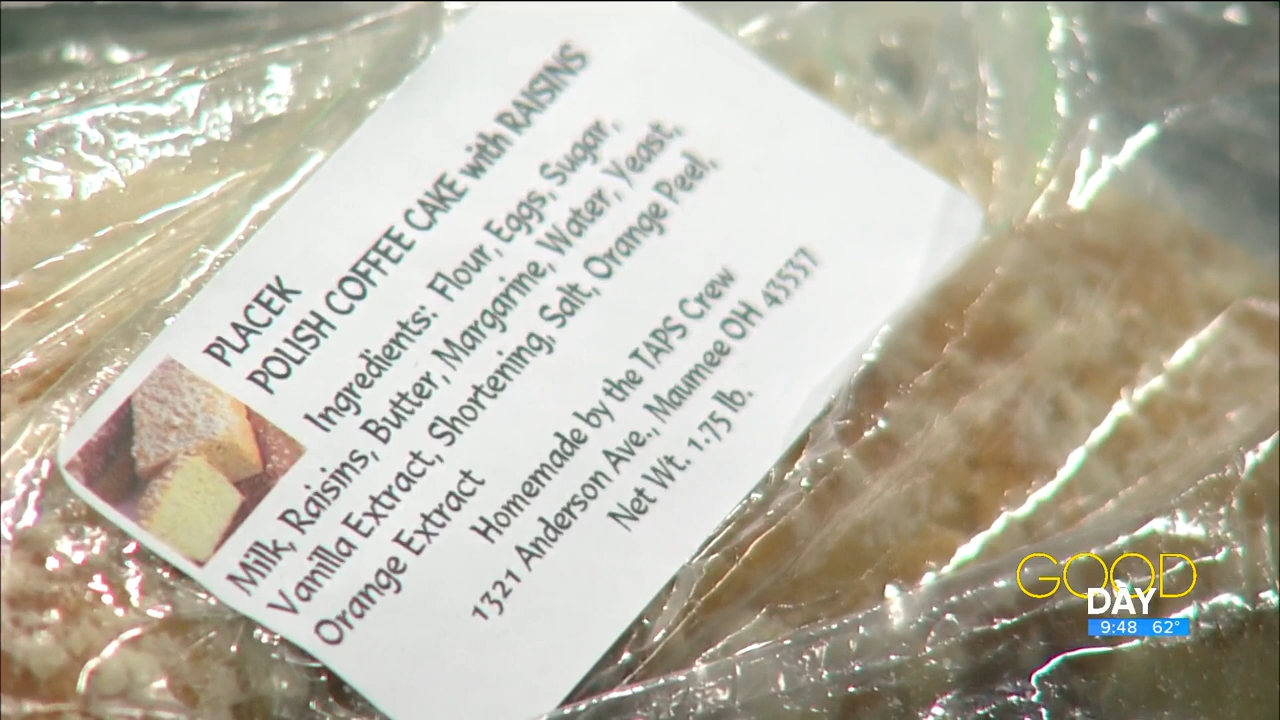 PLACEK
POLISH COFFEE CAKE with RAISINS
Ingredients: Flour, Eggs, Sugar,
Milk, Raisins, Butter, Margarine, Water, Yeast,
Vanilla Extract, Shortening, Salt, Orange Peel,
Orange Extract
Homemade by the TAPS Crew
1321 Anderson Ave., Maumee OH 43537
Net Wt. 1.75 lb.
GOOD
DAY
9:48 62°